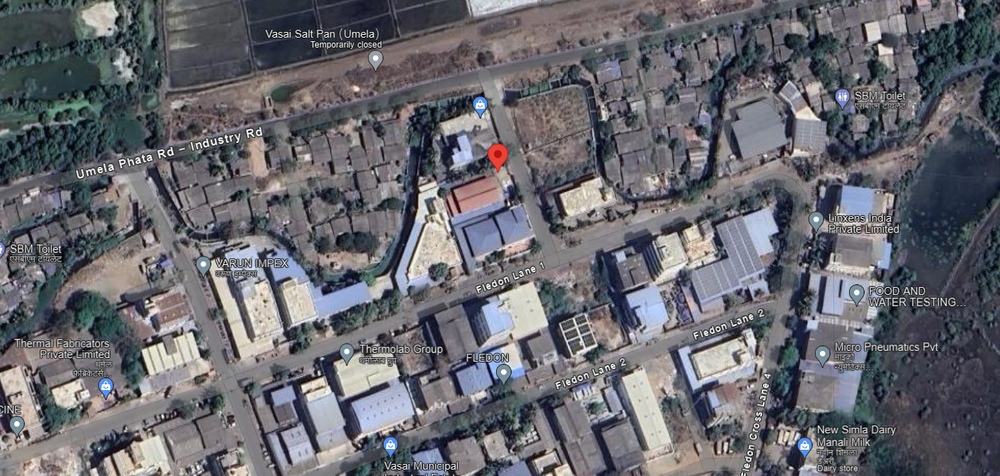 Vasai Salt Pan (Umela)
Temporarily closed
SBM Toilet
एसबीएम टॉयलेट
Umela Phata Rd - Industry Rd
Linxens India
Private Limited
SBM Toilet
एसबीएम टॉयलेट
VARUN IMPEX
वरुण इम्पेक्स
Fledon Lane 1
FOOD AND
WATER TESTING...
Fledon Lane 2
Thermal Fabricators
Private Limited
थर्मल
फेब्रिकेटर्स...
Thermolab Group
थर्मोलाब ग्रुप
FLEDON
Micro Pneumatics Pvt
माइक्रो
न्युमॅटिक्स...
Fledon Lane 2
Fledon Cross Lane 4
CINE
New Simla Dairy
Manali Milk
नवीन शिमला
डेअरी
Dairy store
Vasai Municipal